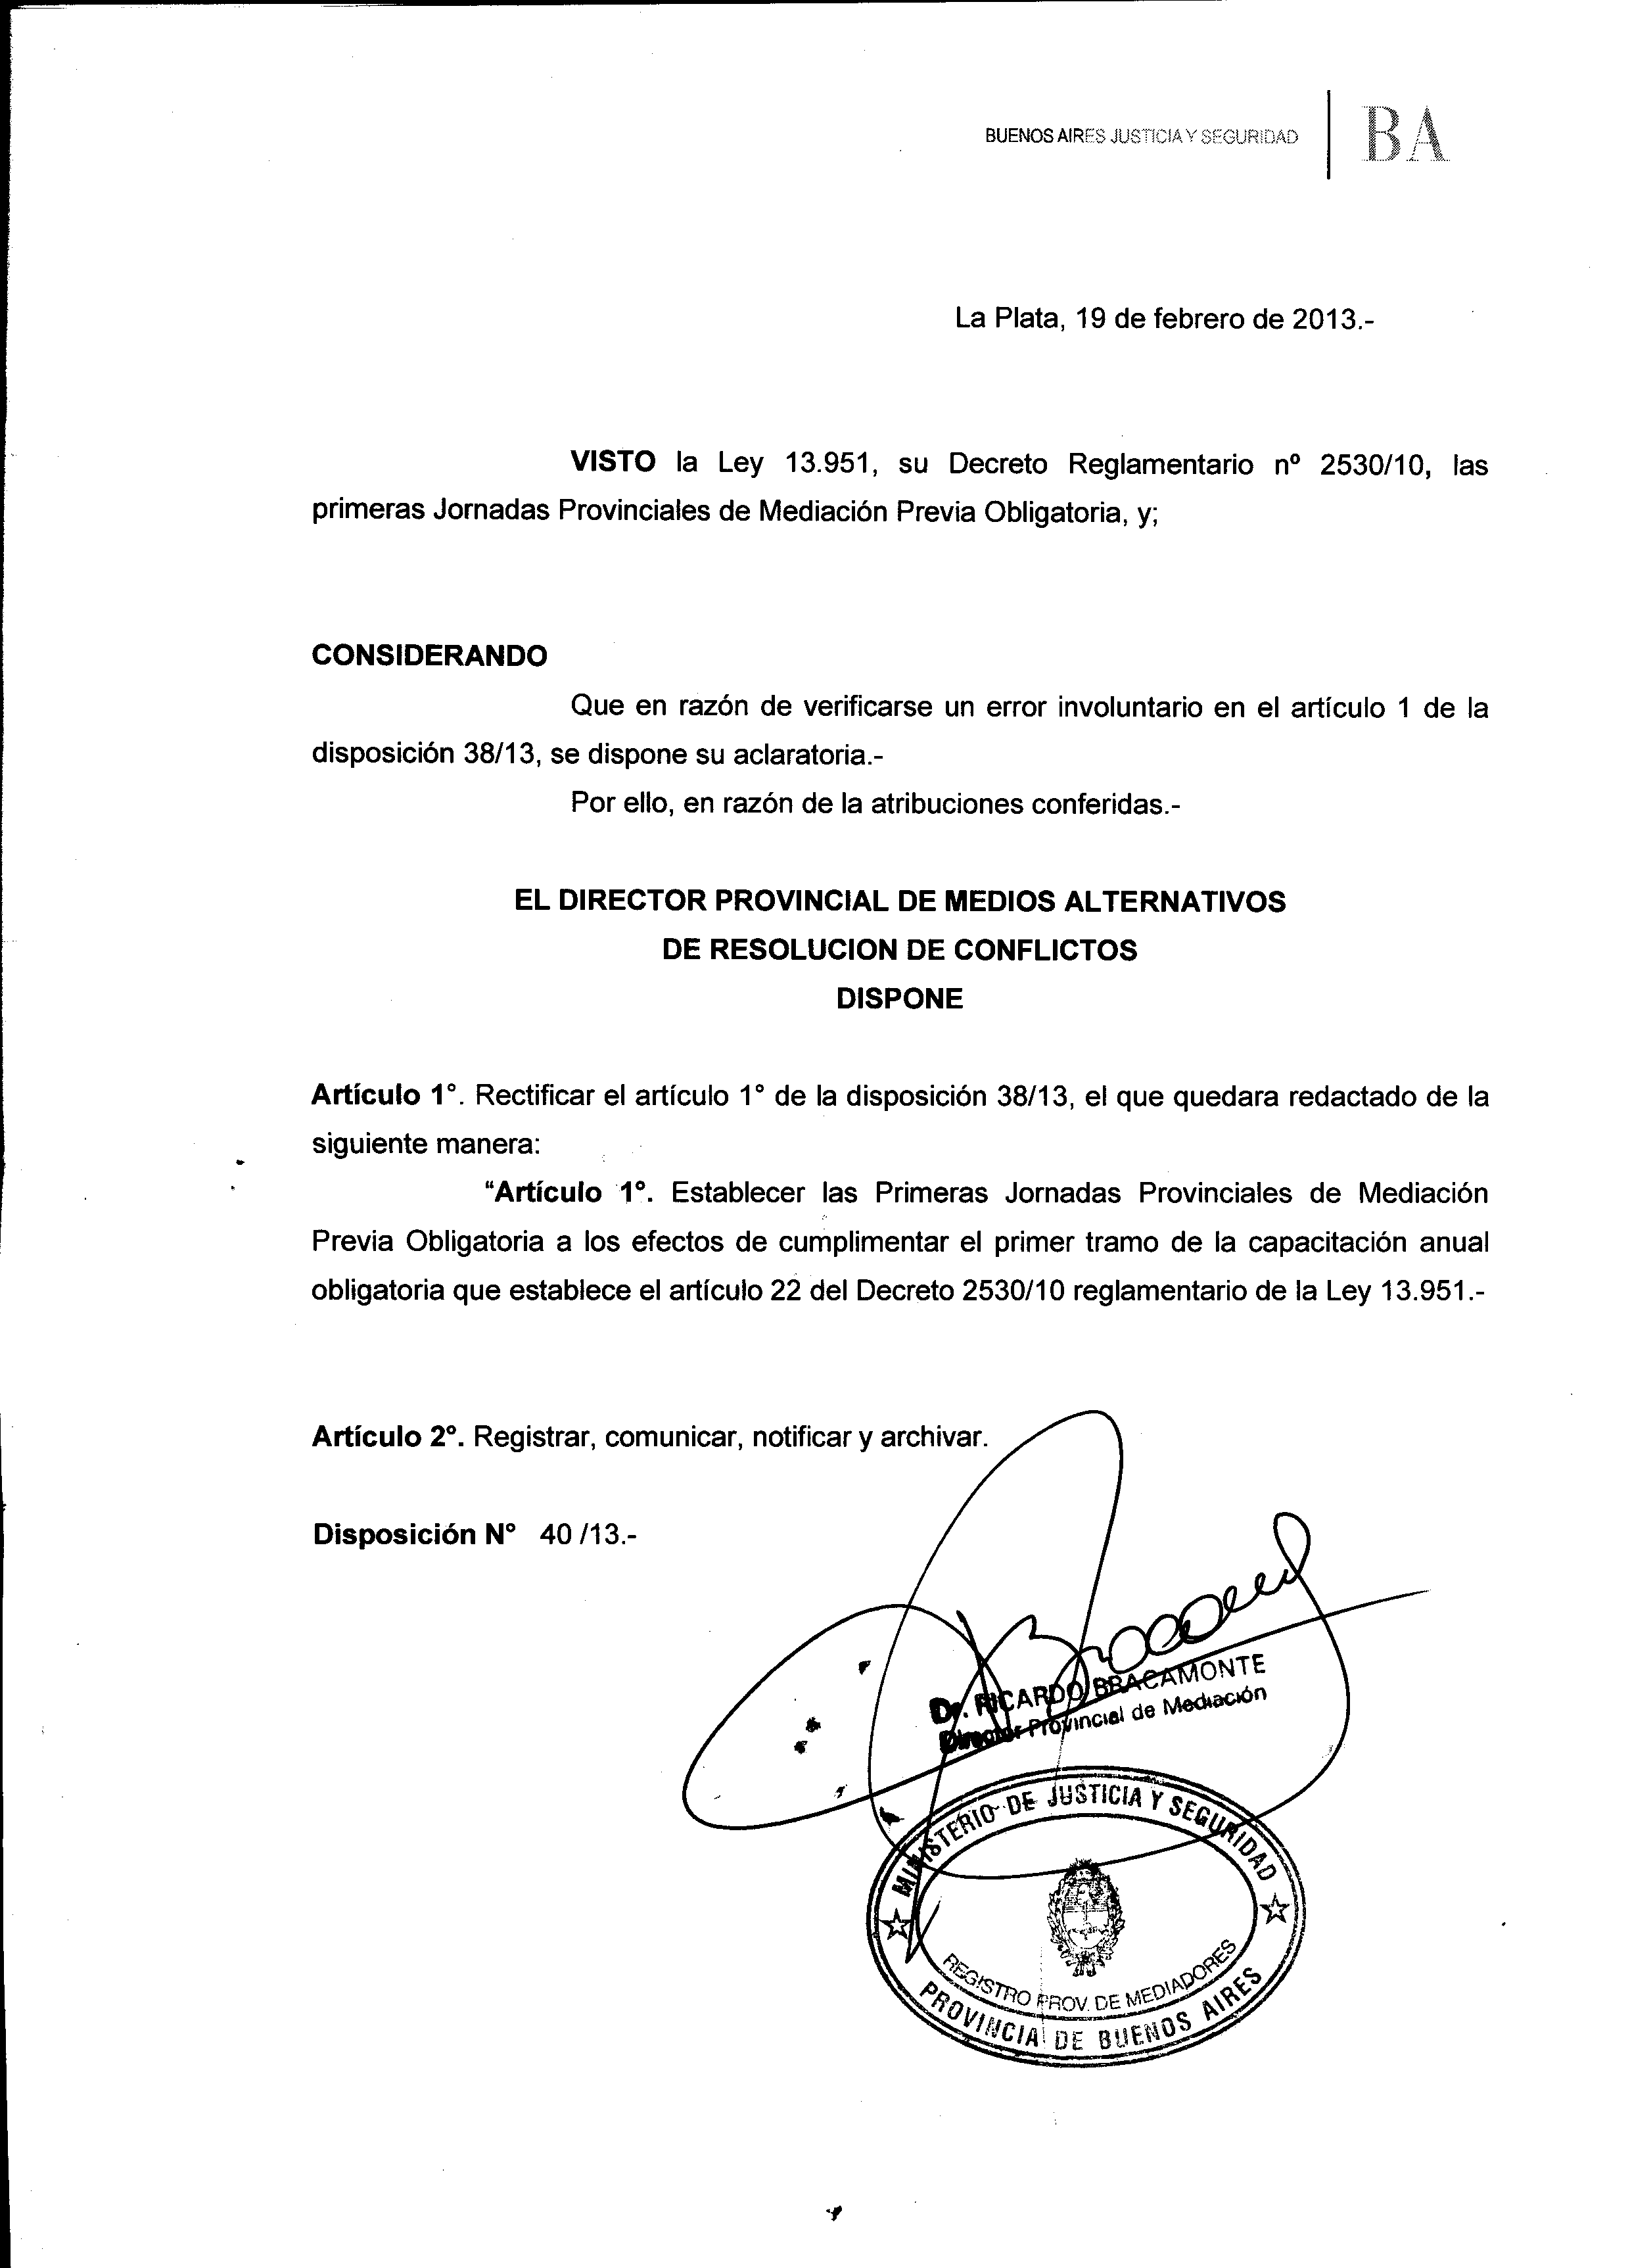 BUENOS AIRES JUSTICIA Y SEGURIDAD
BA
La Plata, 19 de febrero de 2013.-
VISTO la Ley 13.951, su Decreto Reglamentario nº 2530/10, las
primeras Jornadas Provinciales de Mediación Previa Obligatoria, y;
CONSIDERANDO
Que en razón de verificarse un error involuntario en el artículo 1 de la
disposición 38/13, se dispone su aclaratoria.-
Por ello, en razón de la atribuciones conferidas.-
EL DIRECTOR PROVINCIAL DE MEDIOS ALTERNATIVOS
DE RESOLUCION DE CONFLICTOS
DISPONE
Artículo 1°. Rectificar el artículo 1° de la disposición 38/13, el que quedara redactado de la
siguiente manera:
“Artículo 1º. Establecer las Primeras Jornadas Provinciales de Mediación
Previa Obligatoria a los efectos de cumplimentar el primer tramo de la capacitación anual
obligatoria que establece el artículo 22 del Decreto 2530/10 reglamentario de la Ley 13.951.-
Artículo 2º. Registrar, comunicar, notificar y archivar.
Disposición Nº 40 /13.-
Dr. RICARDO BRACAMONTE
Director Provincial de Mediación
MINISTERIO DE JUSTICIA Y SEGURIDAD
REGISTRO PROV. DE MEDIADORES
PROVINCIA DE BUENOS AIRES